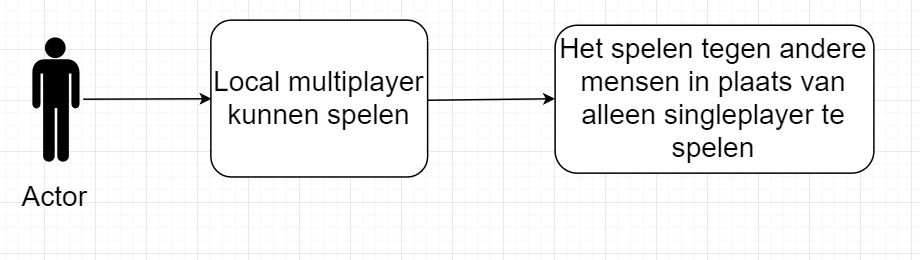 Actor
Local multiplayer
kunnen spelen
Het spelen tegen andere
mensen in plaats van
alleen singleplayer te
spelen